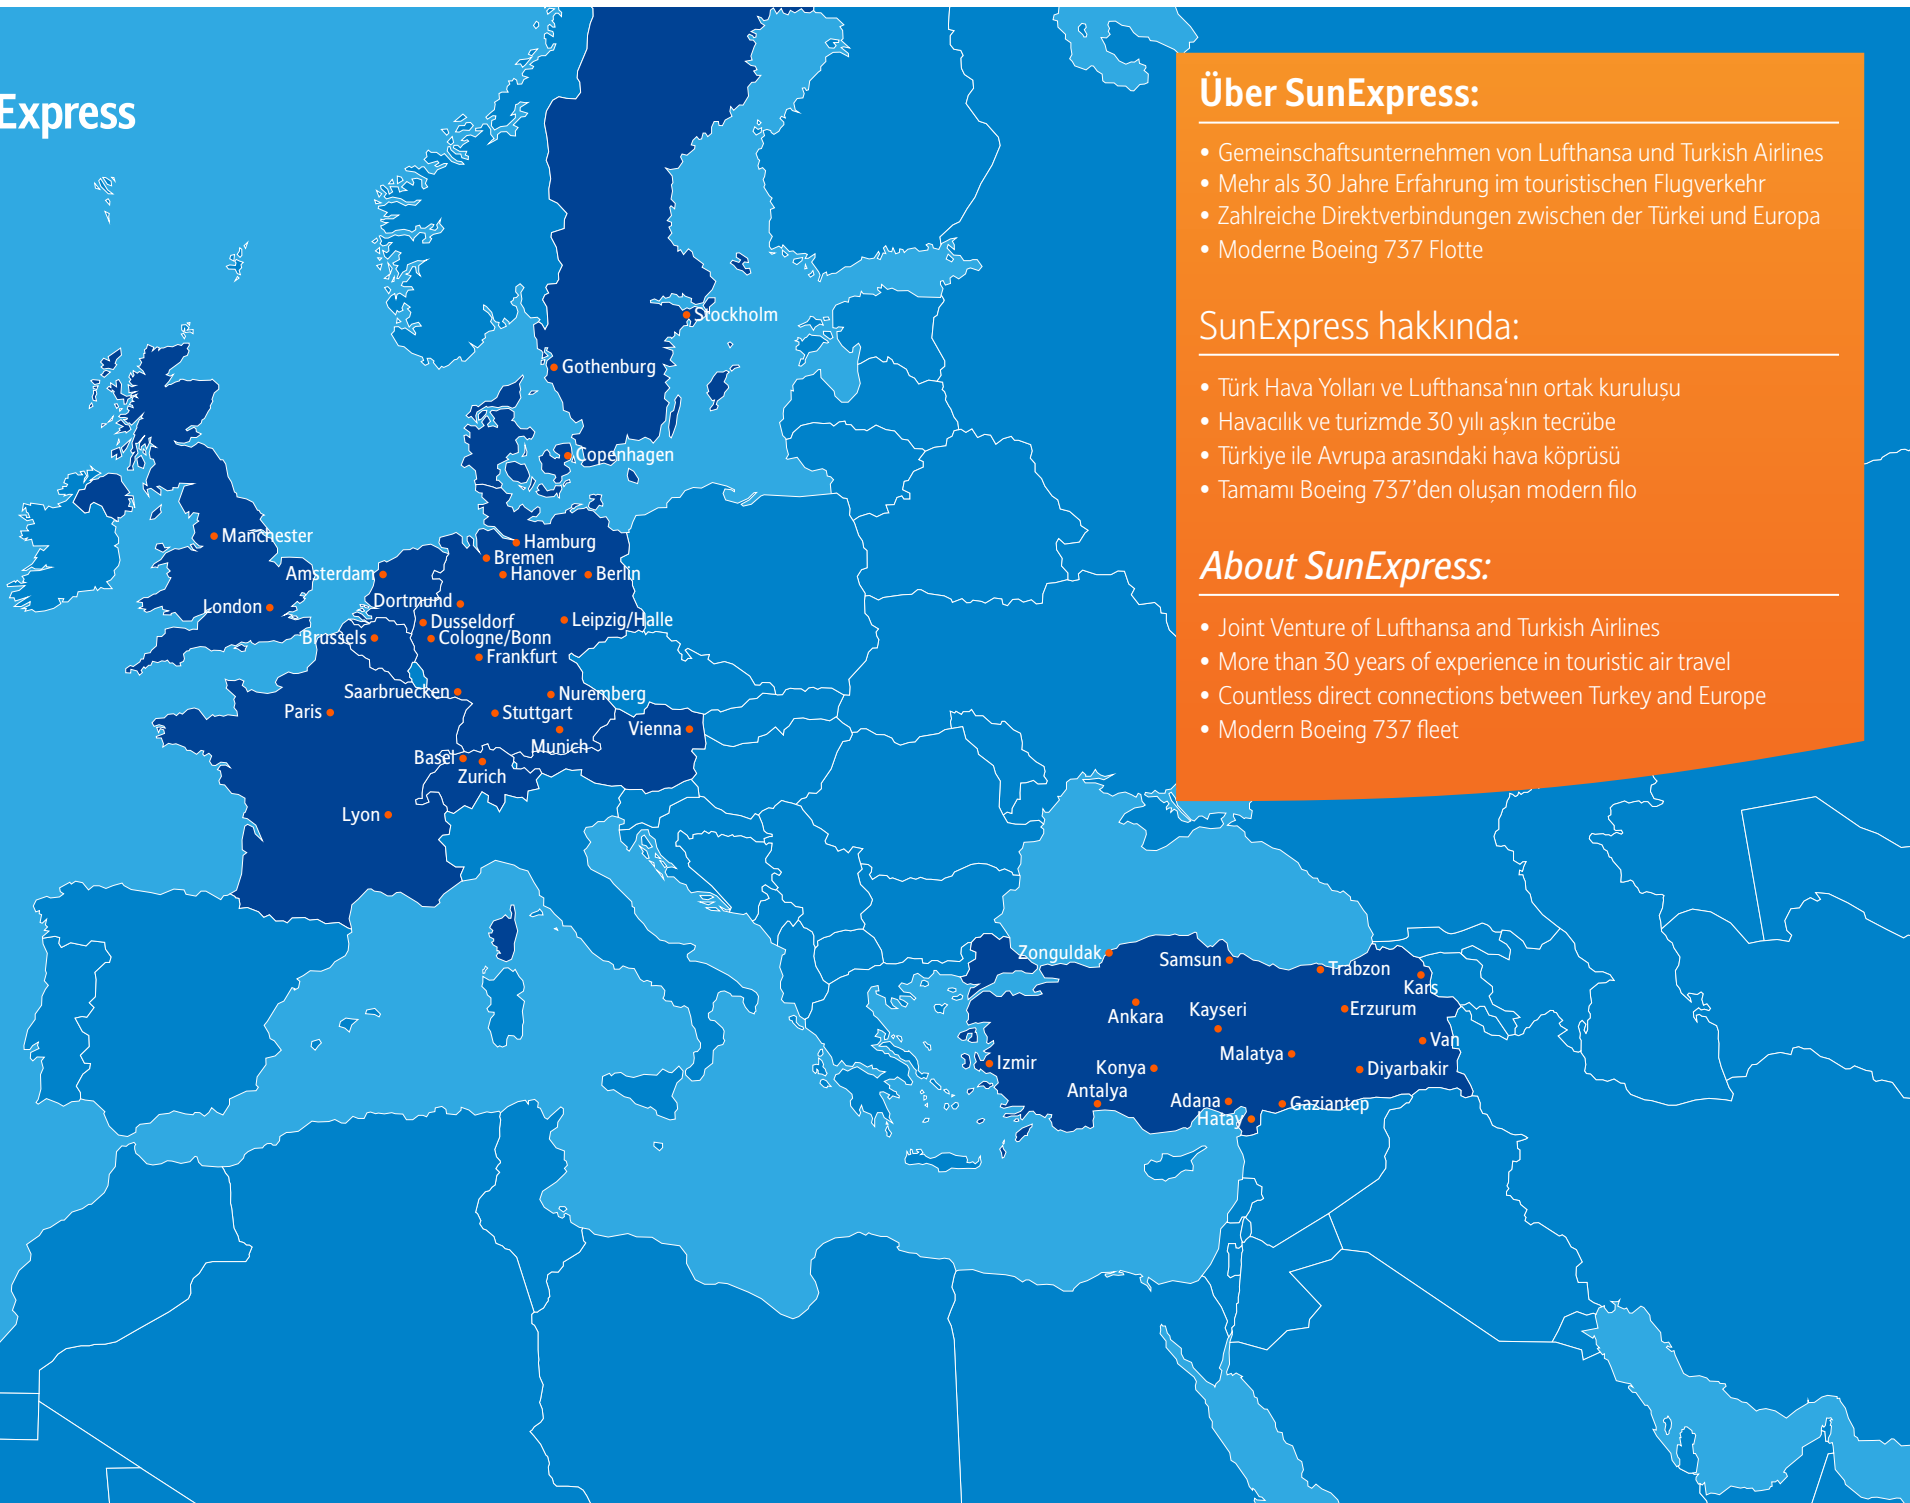 Express
Über SunExpress:
• Gemeinschaftsunternehmen von Lufthansa und Turkish Airlines
• Mehr als 30 Jahre Erfahrung im touristischen Flugverkehr
• Zahlreiche Direktverbindungen zwischen der Türkei und Europa
• Moderne Boeing 737 Flotte
SunExpress hakkında:
• Türk Hava Yolları ve Lufthansa‘nın ortak kuruluşu
• Havacılık ve turizmde 30 yılı aşkın tecrübe
• Türkiye ile Avrupa arasındaki hava köprüsü
• Tamamı Boeing 737’den oluşan modern filo
About SunExpress:
• Joint Venture of Lufthansa and Turkish Airlines
• More than 30 years of experience in touristic air travel
• Countless direct connections between Turkey and Europe
• Modern Boeing 737 fleet
Stockholm
Gothenburg
Copenhagen
Manchester
Hamburg
Bremen
Amsterdam
Hanover
Berlin
London
Dortmund
Dusseldorf
Leipzig/Halle
Brussels
Cologne/Bonn
Frankfurt
Saarbruecken
Nuremberg
Paris
Stuttgart
Vienna
Munich
Basel
Zurich
Lyon
Zonguldak
Samsun
Trabzon
Kars
Ankara
Kayseri
Erzurum
Van
Malatya
Izmir
Konya
Diyarbakir
Antalya
Adana
Gaziantep
Hatay